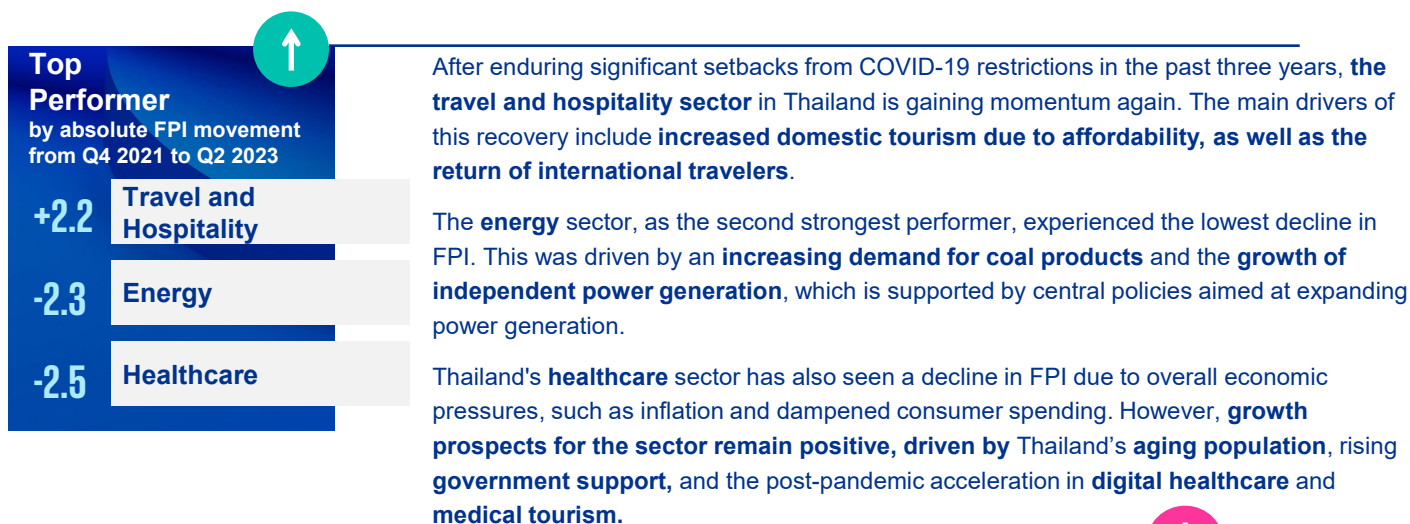 Top
Performer
by absolute FPI movement
from Q4 2021 to Q2 2023
+2.2
Travel and
Hospitality
-2.3
Energy
-2.5
Healthcare
After enduring significant setbacks from COVID-19 restrictions in the past three years, the
travel and hospitality sector in Thailand is gaining momentum again. The main drivers of
this recovery include increased domestic tourism due to affordability, as well as the
return of international travelers.
The energy sector, as the second strongest performer, experienced the lowest decline in
FPI. This was driven by an increasing demand for coal products and the growth of
independent power generation, which is supported by central policies aimed at expanding
power generation.
Thailand's healthcare sector has also seen a decline in FPI due to overall economic
pressures, such as inflation and dampened consumer spending. However, growth
prospects for the sector remain positive, driven by Thailand’s aging population, rising
government support, and the post-pandemic acceleration in digital healthcare and
medical tourism.